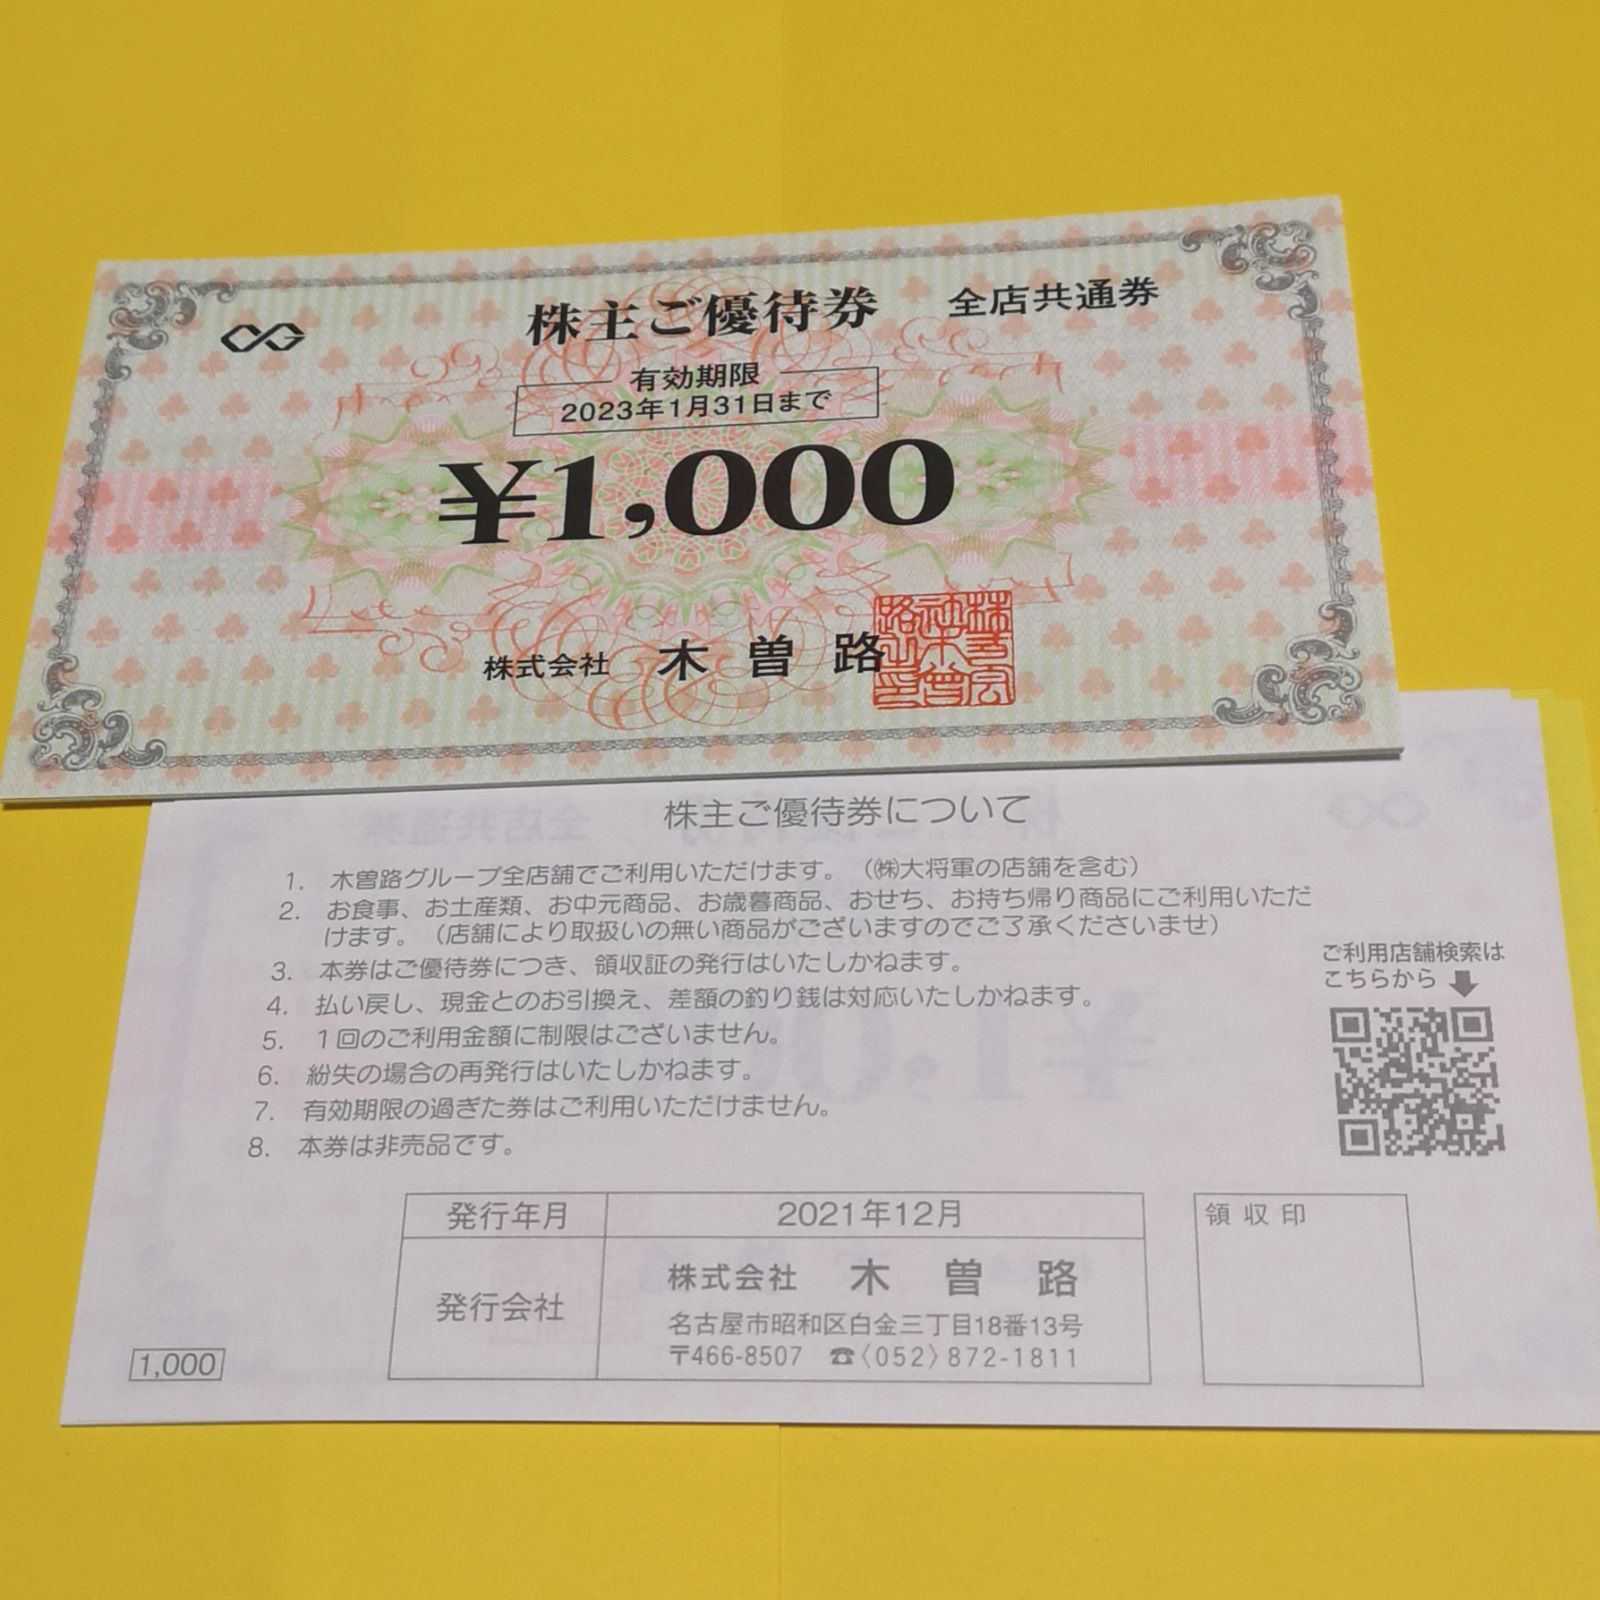 株主ご優待券 全店共通券
有効期限
2023年1月31日まで
¥1,000
株式会社 木曽路
株主ご優待券について
1. 木曽路グループ全店舗でご利用いただけます。（㈱大将軍の店舗を含む）
2. お食事、お土産類、お中元商品、お歳暮商品、おせち、お持ち帰り商品にご利用いただ
けます。（店舗により取扱いの無い商品がございますのでご了承くださいませ）
3. 本券はご優待券につき、領収証の発行はいたしかねます。
4. 払い戻し、現金とのお引換え、差額の釣り銭は対応いたしかねます。
5. 1回のご利用金額に制限はございません。
6. 紛失の場合の再発行はいたしかねます。
7. 有効期限の過ぎた券はご利用いただけません。
8. 本券は非売品です。
ご利用店舗検索は
こちらから
発行年月 2021年12月
発行会社
株式会社 木曽路
名古屋市昭和区白金三丁目18番13号
〒466-8507 ☎〈052〉872-1811
領収印
1,000